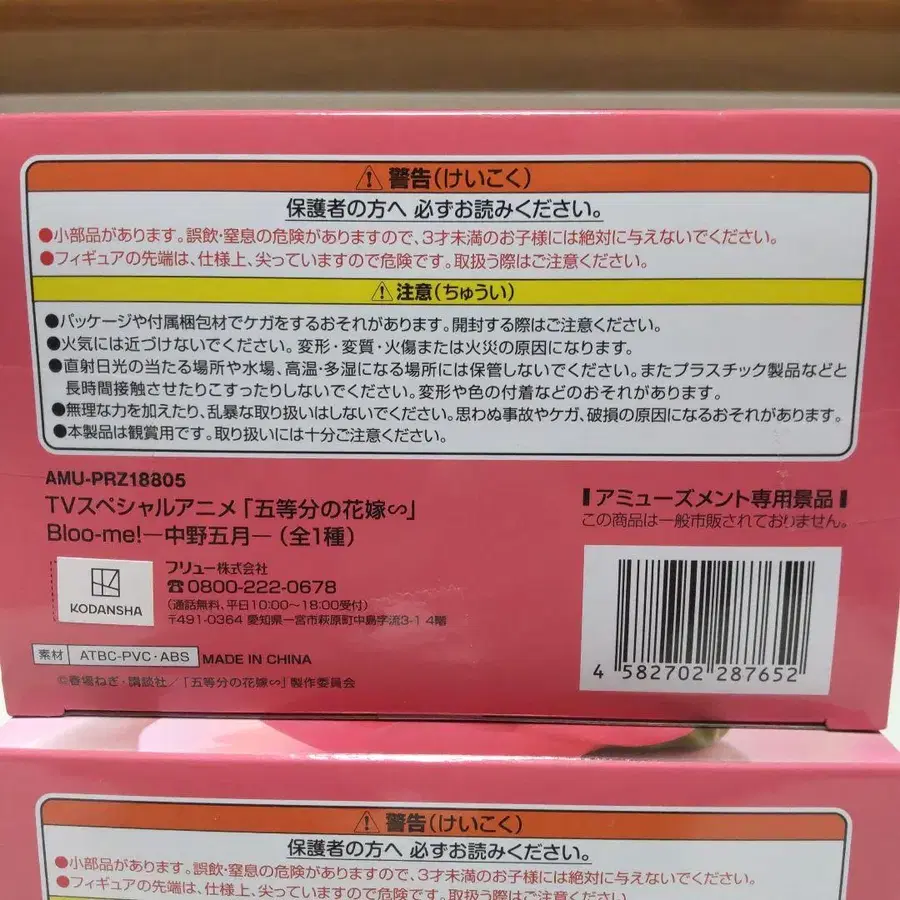 ⚠警告(けいこく)
保護者の方へ 必ずお読みください。
●小部品があります。誤飲・窒息の危険がありますので、3才未満のお子様には絶対に与えないでください。
●フィギュアの先端は、仕様上、尖っていますので危険です。取扱う際はご注意ください。
⚠注意(ちゅうい)
●パッケージや付属梱包材でケガをするおそれがあります。開封する際はご注意ください。
●火気には近づけないでください。変形・変質・火傷または火災の原因になります。
●直射日光の当たる場所や水場、高温・多湿になる場所には保管しないでください。またプラスチック製品などと
長時間接触させたりこすったりしないでください。変形や色の付着などのおそれがあります。
●無理な力を加えたり、乱暴な取り扱いはしないでください。思わぬ事故やケガ、破損の原因になるおそれがあります。
●本製品は観賞用です。取り扱いには十分ご注意ください。
AMU-PRZ18805
TVスペシャルアニメ「五等分の花嫁∽」
Bloo-me!―中野五月―(全1種)
KODANSHA
フリュー株式会社
☎0800-222-0678
(通話無料、平日10:00~18:00受付)
〒491-0364 愛知県一宮市萩原町中島字流3-1 4階
素材 ATBC-PVC・ABS MADE IN CHINA
©春場ねぎ・講談社/「五等分の花嫁∽」製作委員会
アミューズメント専用景品
この商品は一般市販されておりません。
4 582702 287652
⚠警告(けいこく)
保護者の方へ 必ずお読みください。
●小部品があります。誤飲・窒息の危険がありますので、3才未満のお子様には絶対に与えないでください。
●フィギュアの先端は、仕様上、尖っていますので危険です。取扱う際はご注意ください。